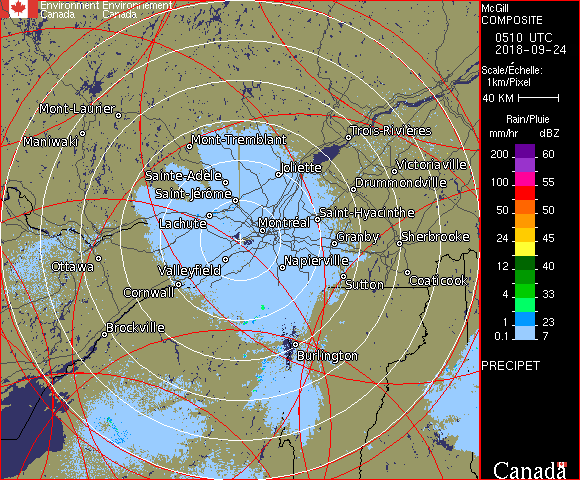 Environment Environnement
Canada Canada
McGill
COMPOSITE
0510 UTC
2018-09-24
Scale/Échelle:
1km/Pixel
40 KM
Rain/Pluie
mm/hr dBZ
200 60
100 55
50 50
24 45
12 40
4 33
1 23
0.1 7
PRECIPET
Mont-Laurier
Maniwaki
Mont-Tremblant
Trois-Rivières
Joliette
Victoriaville
Sainte-Adèle
Drummondville
Saint-Jérôme
Saint-Hyacinthe
Lachute
Montréal
Granby
Sherbrooke
Ottawa
Valleyfield
Napierville
Sutton
Coaticook
Cornwall
Brockville
Burlington
Canada